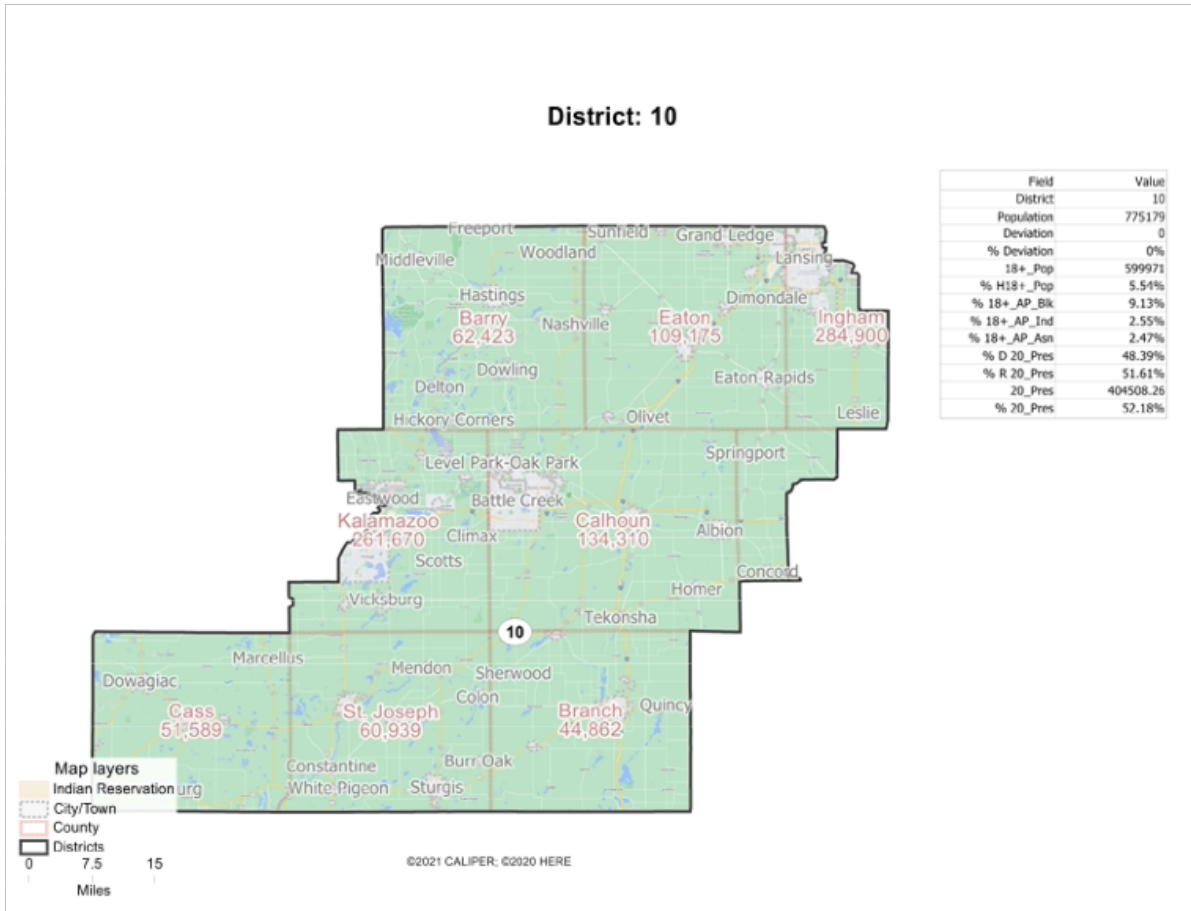 District: 10
Field Value
District 10
Population 775179
Deviation 0
% Deviation 0%
18+_Pop 599971
% H18+_Pop 5.54%
% 18+_AP_Blk 9.13%
% 18+_AP_Ind 2.55%
% 18+_AP_Asn 2.47%
% D 20_Pres 48.39%
% R 20_Pres 51.61%
20_Pres 404508.26
% 20_Pres 52.18%
Freeport
Sunfield
Grand Ledge
Middleville
Woodland
Lansing
Hastings
Dimondale
Barry
62,423
Nashville
Eaton
109,175
Ingham
284,900
Dowling
Delton
Eaton Rapids
Hickory Corners
Olivet
Leslie
Level Park-Oak Park
Springport
Eastwood
Battle Creek
Kalamazoo
261,670
Climax
Calhoun
134,310
Albion
Scotts
Concord
Vicksburg
Homer
Tekonsha
10
Marcellus
Mendon
Sherwood
Dowagiac
Colon
Cass
51,589
St. Joseph
60,939
Branch
44,862
Quincy
Constantine
Burr Oak
White Pigeon
Sturgis
urg
Map layers
Indian Reservation
City/Town
County
Districts
0 7.5 15
Miles
©2021 CALIPER; ©2020 HERE